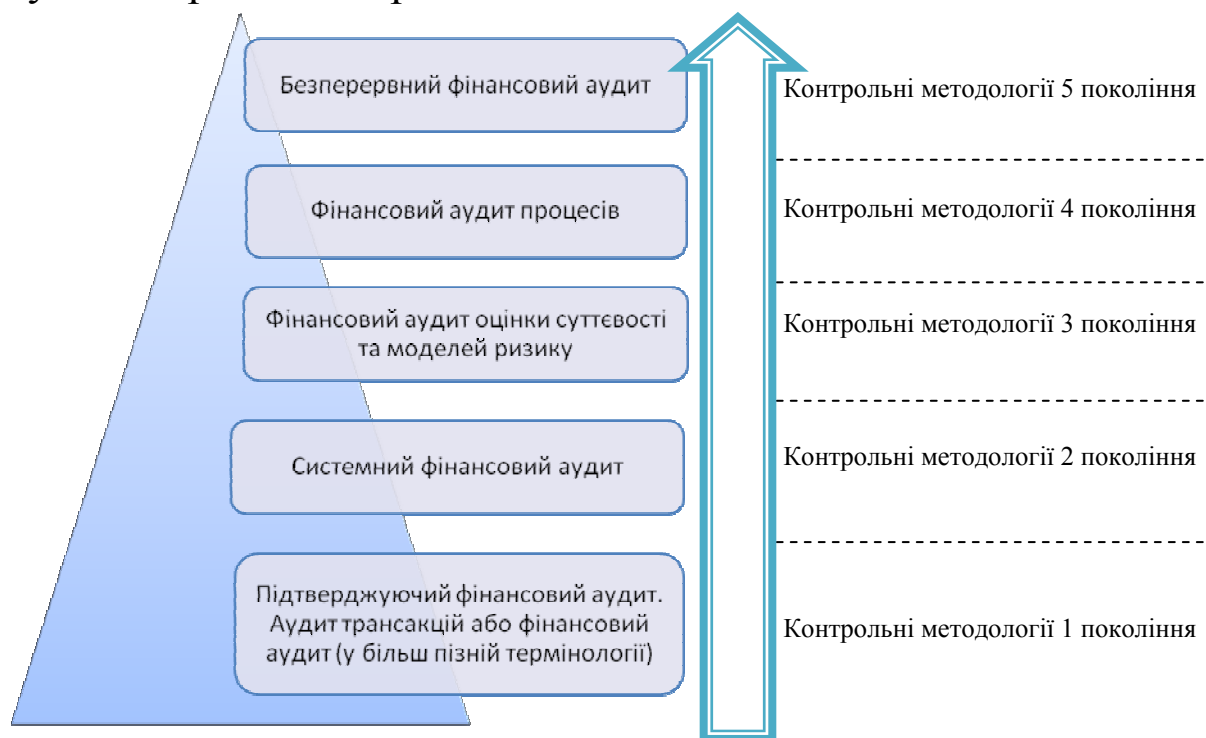 Безперервний фінансовий аудит
Контрольні методології 5 покоління
Фінансовий аудит процесів
Контрольні методології 4 покоління
Фінансовий аудит оцінки суттєвості
та моделей ризику
Контрольні методології 3 покоління
Системний фінансовий аудит
Контрольні методології 2 покоління
Підтверджуючий фінансовий аудит.
Аудит трансакцій або фінансовий
аудит (у більш пізній термінології)
Контрольні методології 1 покоління